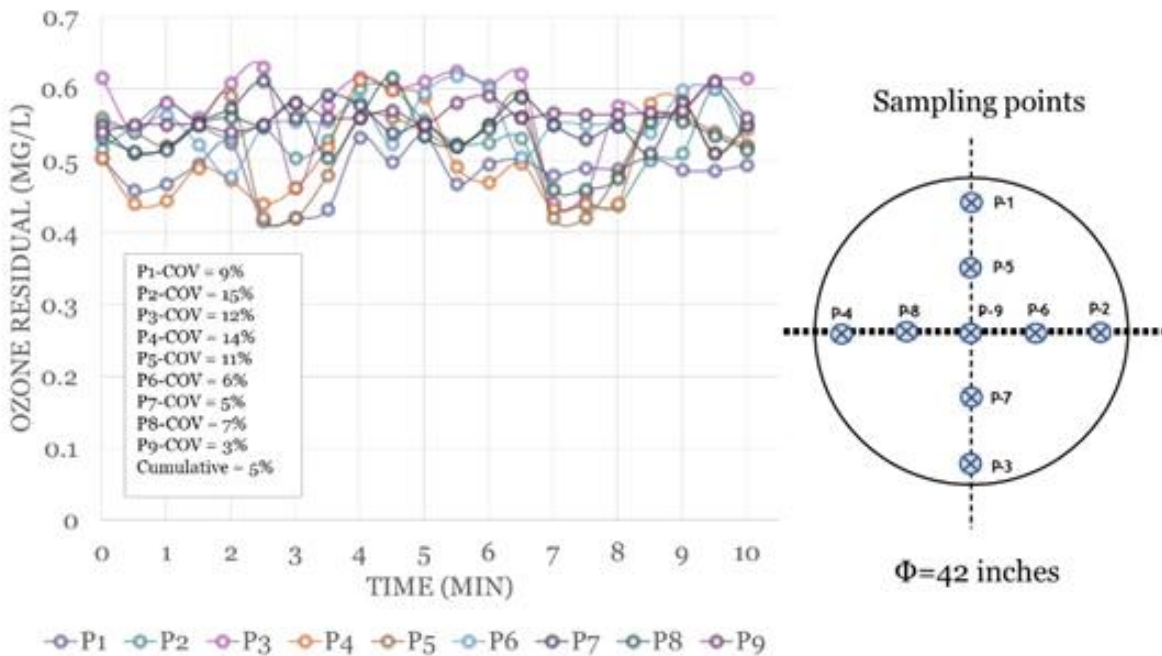 OZONE RESIDUAL (MG/L)
0.7
0.6
0.5
0.4
0.3
0.2
0.1
0
P1-COV = 9%
P2-COV = 15%
P3-COV = 12%
P4-COV = 14%
P5-COV = 11%
P6-COV = 6%
P7-COV = 5%
P8-COV = 7%
P9-COV = 3%
Cumulative = 5%
0 1 2 3 4 5 6 7 8 9 10
TIME (MIN)
P1 P2 P3 P4 P5 P6 P7 P8 P9
Sampling points
P-1
P-5
P-4 P-8 P-9 P-6 P-2
P-7
P-3
Φ=42 inches